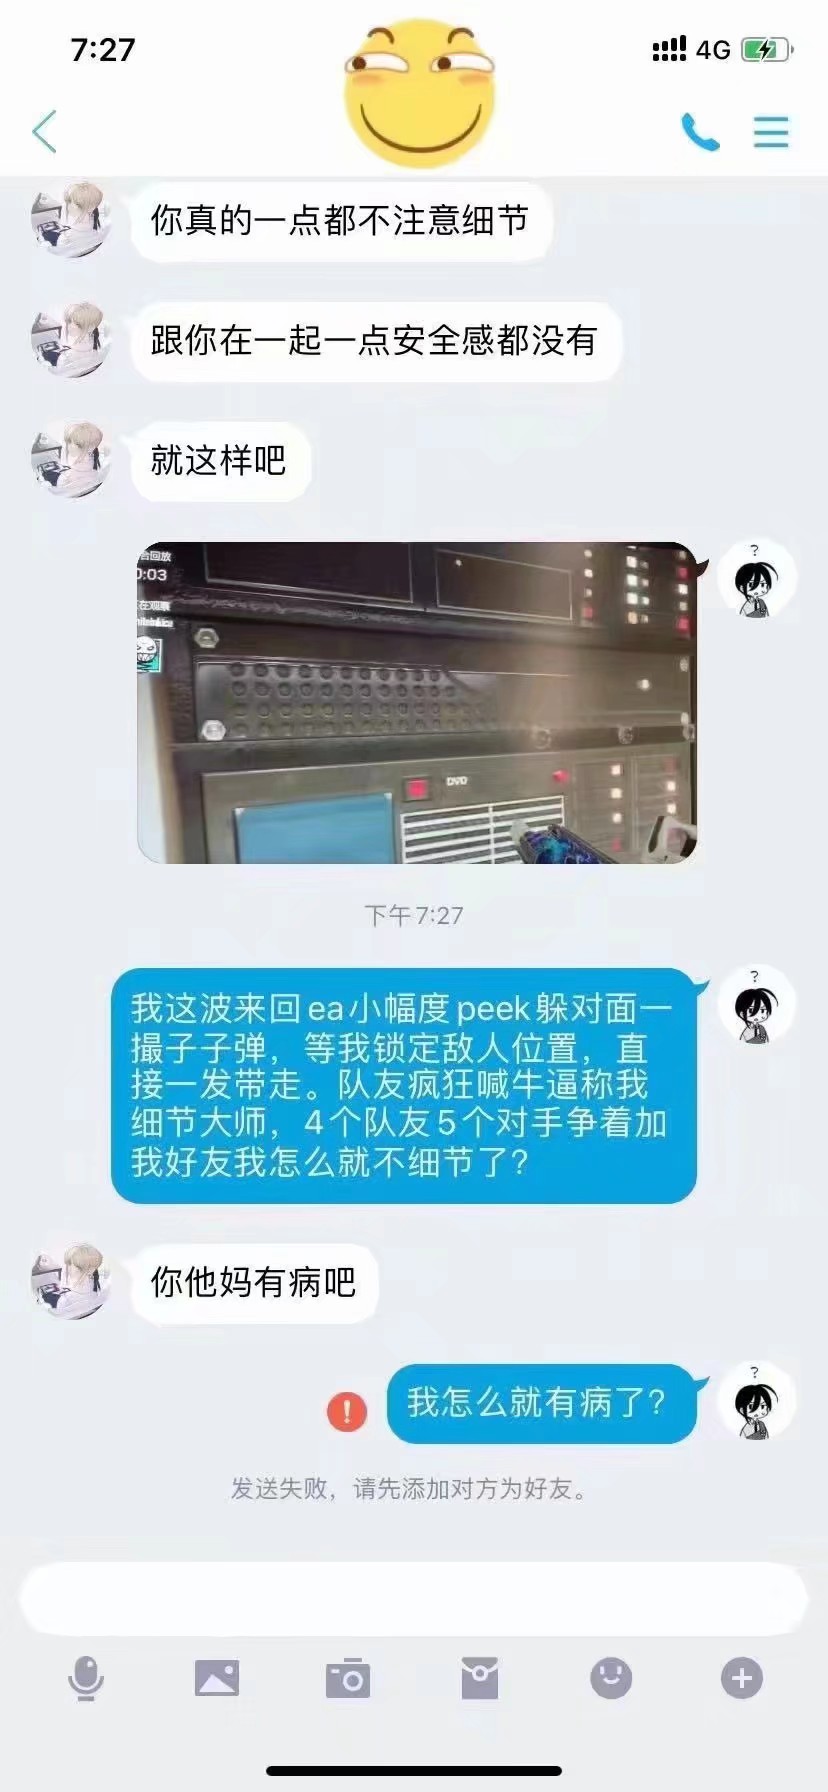 7:27
4G
你真的一点都不注意细节
跟你在一起一点安全感都没有
就这样吧
合回放
0:03
在观察
DVD
下午7:27
我这波来回ea小幅度peek躲对面一
撮子子弹，等我锁定敌人位置，直
接一发带走。队友疯狂喊牛逼称我
细节大师，4个队友5个对手争着加
我好友我怎么就不细节了？
你他妈有病吧
我怎么就有病了？
发送失败，请先添加对方为好友。